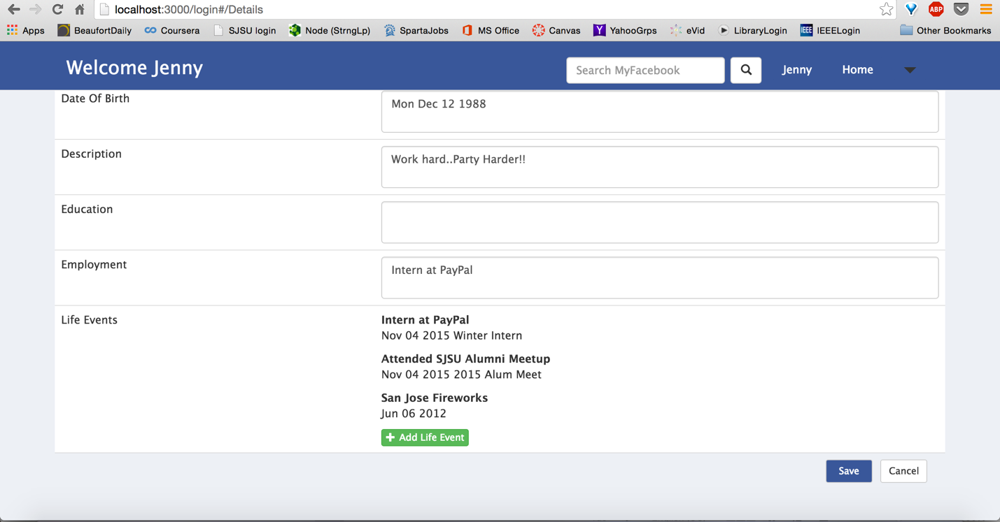 localhost:3000/login#/Details
ABP
Apps BeaufortDaily Coursera SJSU login Node (StrngLp) SpartaJobs MS Office Canvas YahooGrps eVid LibraryLogin IEEE IEEELogin Other Bookmarks
Welcome Jenny Search MyFacebook Jenny Home
Date Of Birth Mon Dec 12 1988
Description Work hard..Party Harder!!
Education
Employment Intern at PayPal
Life Events Intern at PayPal
Nov 04 2015 Winter Intern
Attended SJSU Alumni Meetup
Nov 04 2015 2015 Alum Meet
San Jose Fireworks
Jun 06 2012
Add Life Event
Save Cancel